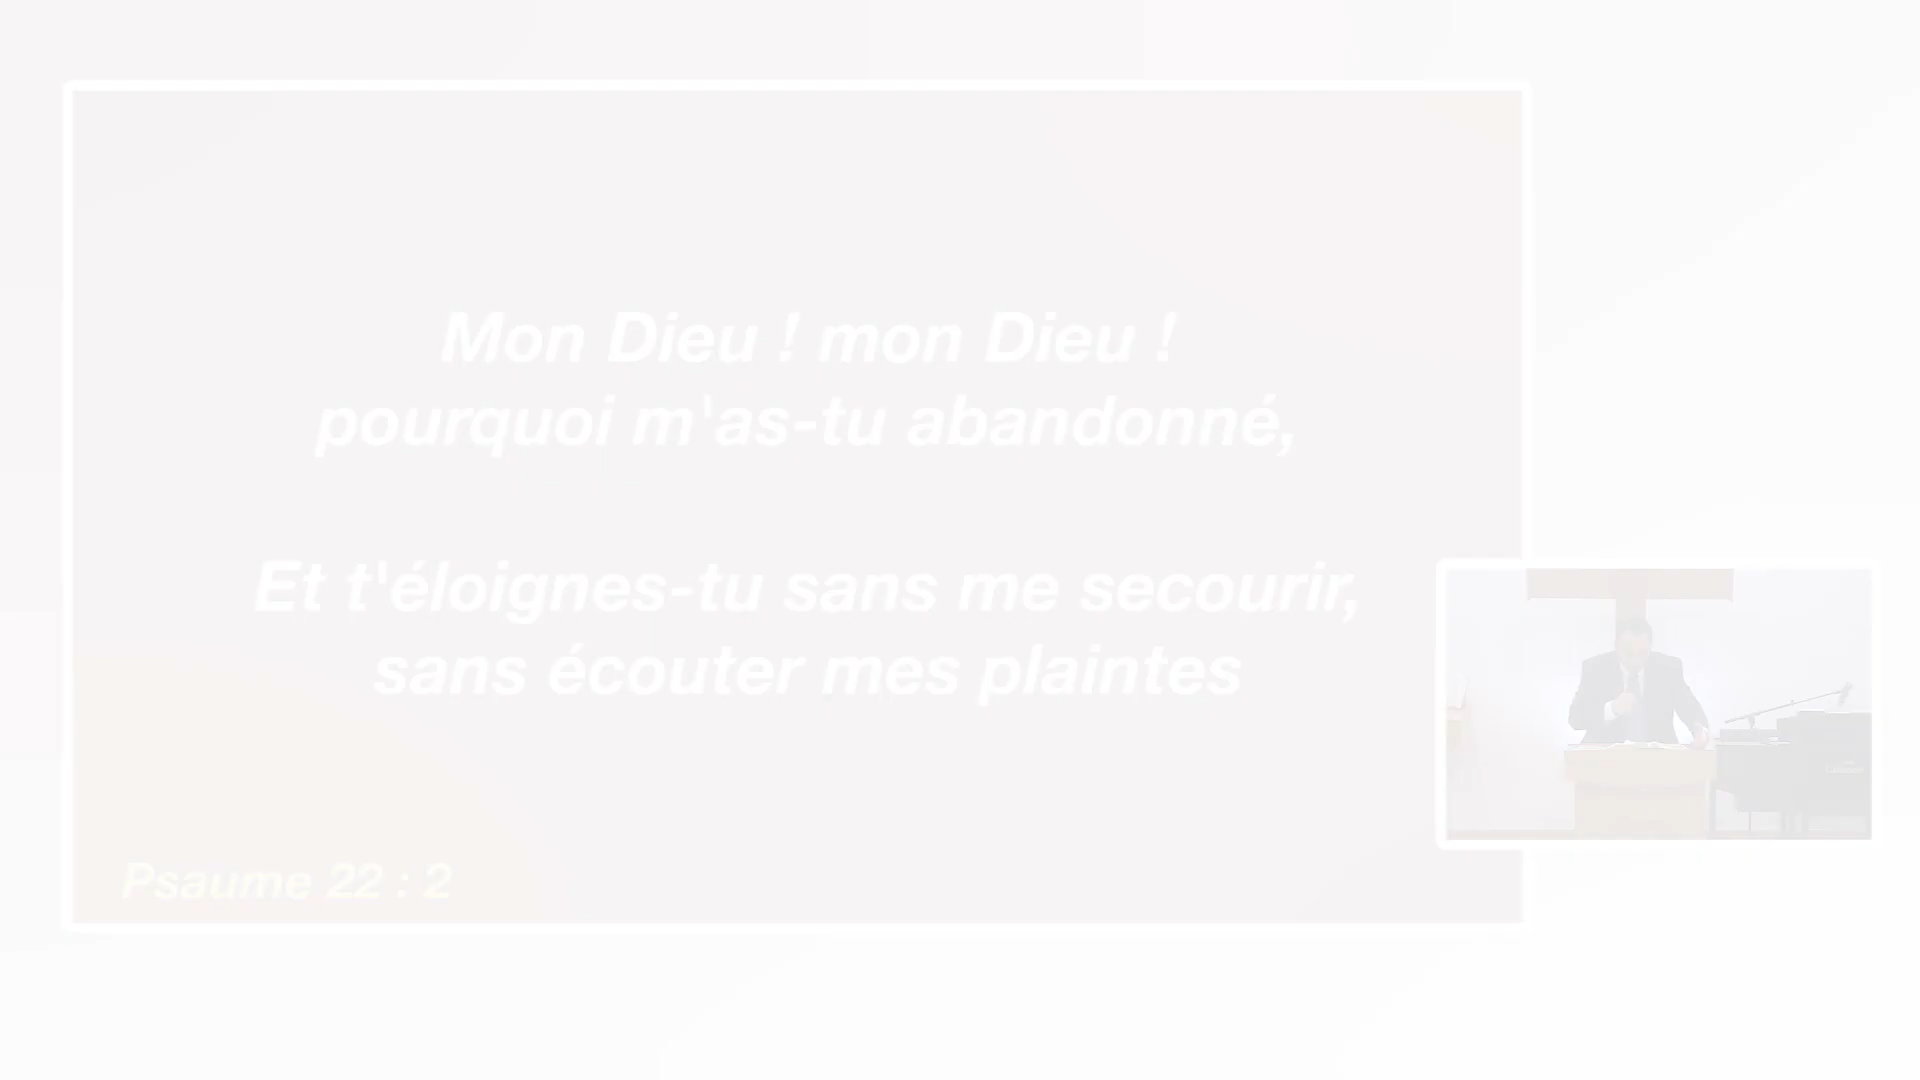 Mon Dieu ! mon Dieu !
pourquoi m'as-tu abandonné,
Et t'éloignes-tu sans me secourir,
sans écouter mes plaintes
Psaume 22 : 2